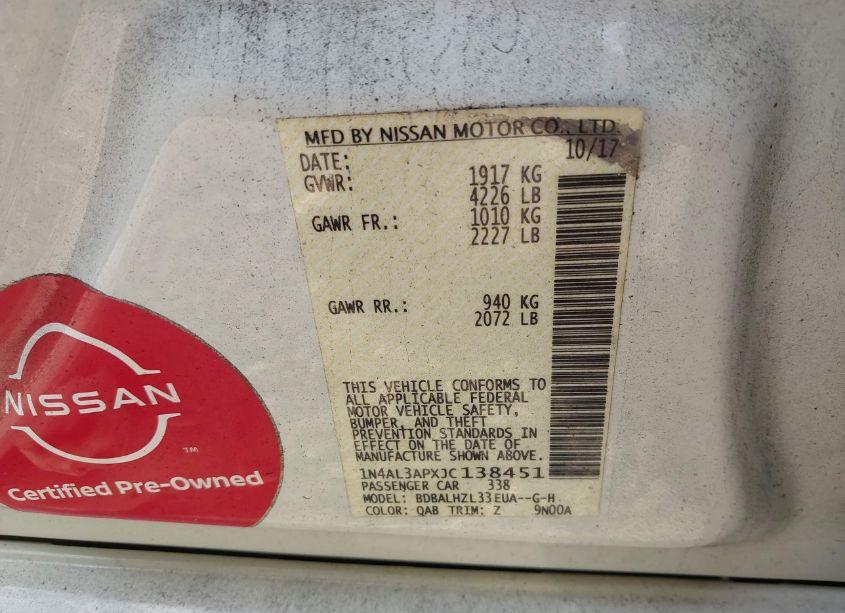 MFD BY NISSAN MOTOR CO., LTD.
DATE: 10/17
GVWR: 1917 KG
4226 LB
GAWR FR.: 1010 KG
2227 LB
GAWR RR.: 940 KG
2072 LB
THIS VEHICLE CONFORMS TO
ALL APPLICABLE FEDERAL
MOTOR VEHICLE SAFETY,
BUMPER, AND THEFT
PREVENTION STANDARDS IN
EFFECT ON THE DATE OF
MANUFACTURE SHOWN ABOVE.
1N4AL3APXJC138451
PASSENGER CAR 338
MODEL: BDBALHZL33EUA--G-H
COLOR: QAB TRIM: Z 9N00A
NISSAN
TM
Certified Pre-Owned